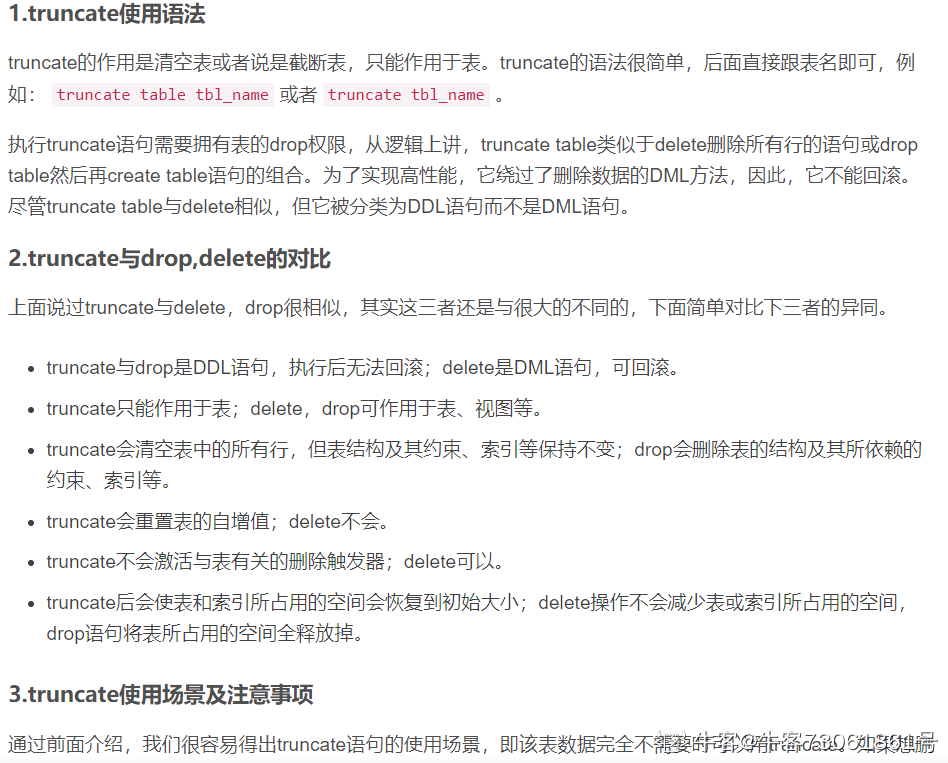 1.truncate使用语法
truncate的作用是清空表或者说是截断表，只能作用于表。truncate的语法很简单，后面直接跟表名即可，例
如： truncate table tbl_name 或者 truncate tbl_name 。
执行truncate语句需要拥有表的drop权限，从逻辑上讲，truncate table类似于delete删除所有行的语句或drop
table然后再create table语句的组合。为了实现高性能，它绕过了删除数据的DML方法，因此，它不能回滚。
尽管truncate table与delete相似，但它被分类为DDL语句而不是DML语句。
2.truncate与drop,delete的对比
上面说过truncate与delete，drop很相似，其实这三者还是与很大的不同的，下面简单对比下三者的异同。
• truncate与drop是DDL语句，执行后无法回滚；delete是DML语句，可回滚。
• truncate只能作用于表；delete，drop可作用于表、视图等。
• truncate会清空表中的所有行，但表结构及其约束、索引等保持不变；drop会删除表的结构及其所依赖的
约束、索引等。
• truncate会重置表的自增值；delete不会。
• truncate不会激活与表有关的删除触发器；delete可以。
• truncate后会使表和索引所占用的空间会恢复到初始大小；delete操作不会减少表或索引所占用的空间，
drop语句将表所占用的空间全释放掉。
3.truncate使用场景及注意事项
通过前面介绍，我们很容易得出truncate语句的使用场景，即该表数据完全不需要时可以用truncate。如果想删